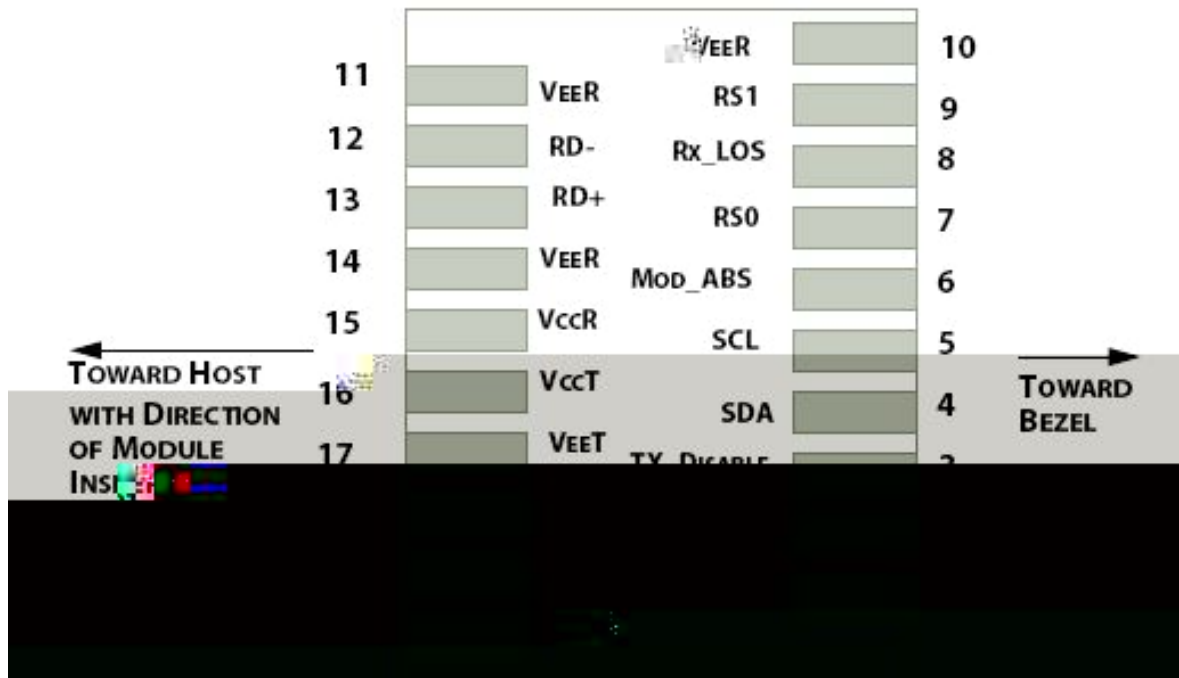 VEER 10
11 VEER
RS1 9
12 RD-
Rx_LOS 8
13 RD+
RS0 7
14 VEER
MOD_ABS 6
15 VCCR
SCL 5
TOWARD HOST
WITH DIRECTION
OF MODULE
16 VCCT
SDA 4
TOWARD
BEZEL
17 VEET
TX_DISABLE